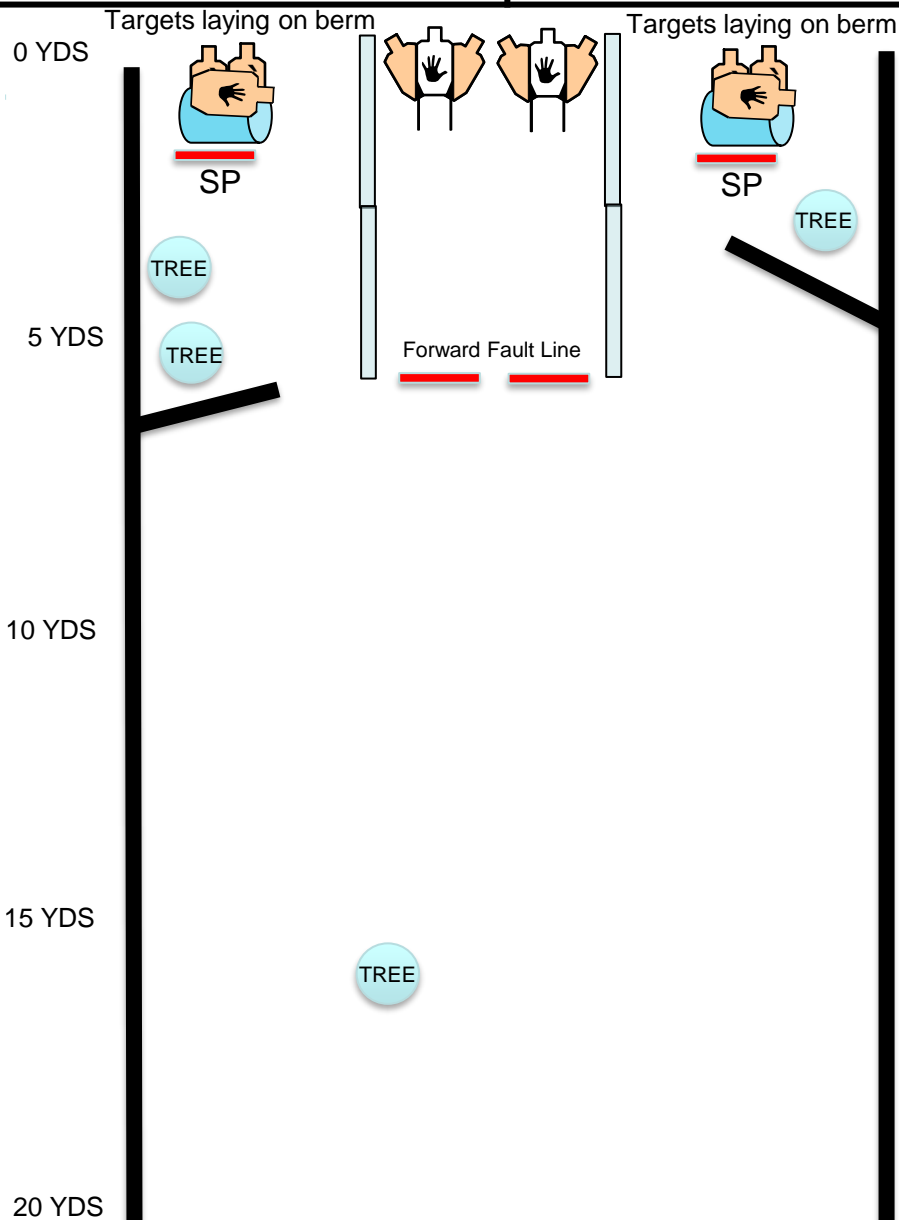 Targets laying on berm
Targets laying on berm
0 YDS
SP
SP
TREE
TREE
5 YDS
TREE
Forward Fault Line
10 YDS
15 YDS
TREE
20 YDS